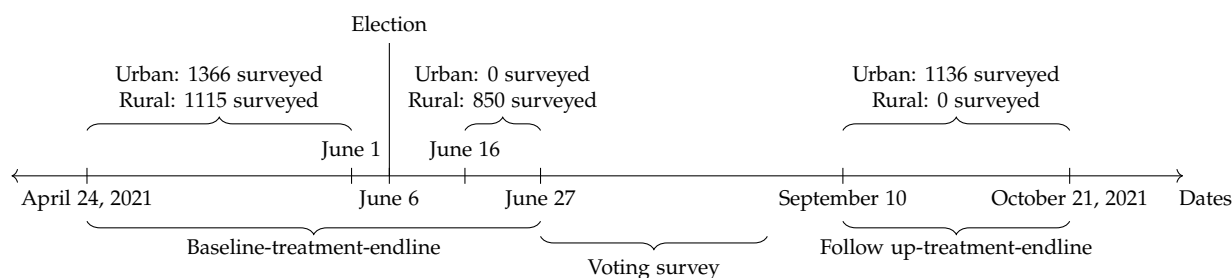 Election
Urban: 1366 surveyed
Rural: 1115 surveyed
Urban: 0 surveyed
Rural: 850 surveyed
Urban: 1136 surveyed
Rural: 0 surveyed
June 1
June 16
April 24, 2021
June 6
June 27
September 10
October 21, 2021
Dates
Baseline-treatment-endline
Voting survey
Follow up-treatment-endline